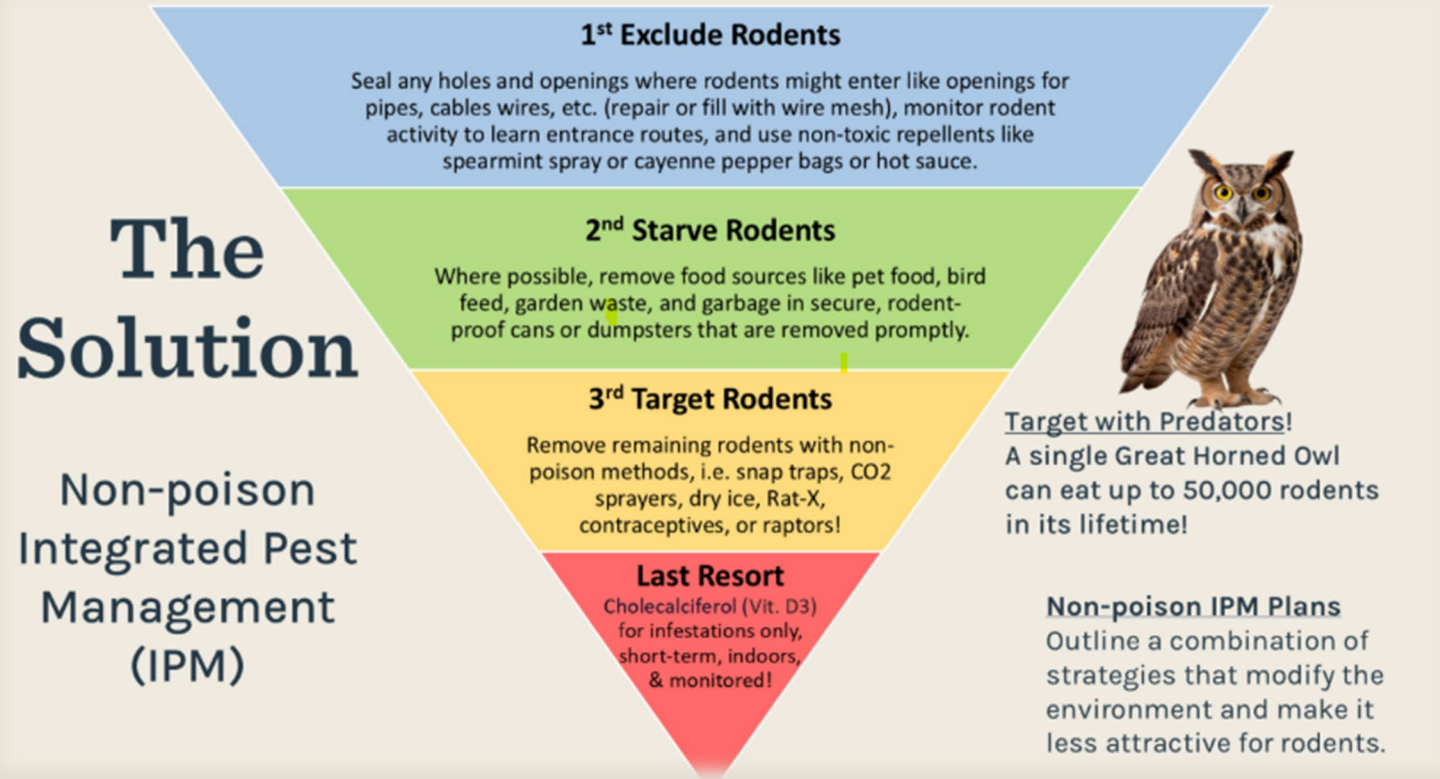 The
Solution
Non-poison
Integrated Pest
Management
(IPM)
1st Exclude Rodents
Seal any holes and openings where rodents might enter like openings for
pipes, cables wires, etc. (repair or fill with wire mesh), monitor rodent
activity to learn entrance routes, and use non-toxic repellents like
spearmint spray or cayenne pepper bags or hot sauce.
2nd Starve Rodents
Where possible, remove food sources like pet food, bird
feed, garden waste, and garbage in secure, rodent-
proof cans or dumpsters that are removed promptly.
3rd Target Rodents
Remove remaining rodents with non-
poison methods, i.e. snap traps, CO2
sprayers, dry ice, Rat-X,
contraceptives, or raptors!
Last Resort
Cholecalciferol (Vit. D3)
for infestations only,
short-term, indoors,
& monitored!
Target with Predators!
A single Great Horned Owl
can eat up to 50,000 rodents
in its lifetime!
Non-poison IPM Plans
Outline a combination of
strategies that modify the
environment and make it
less attractive for rodents.